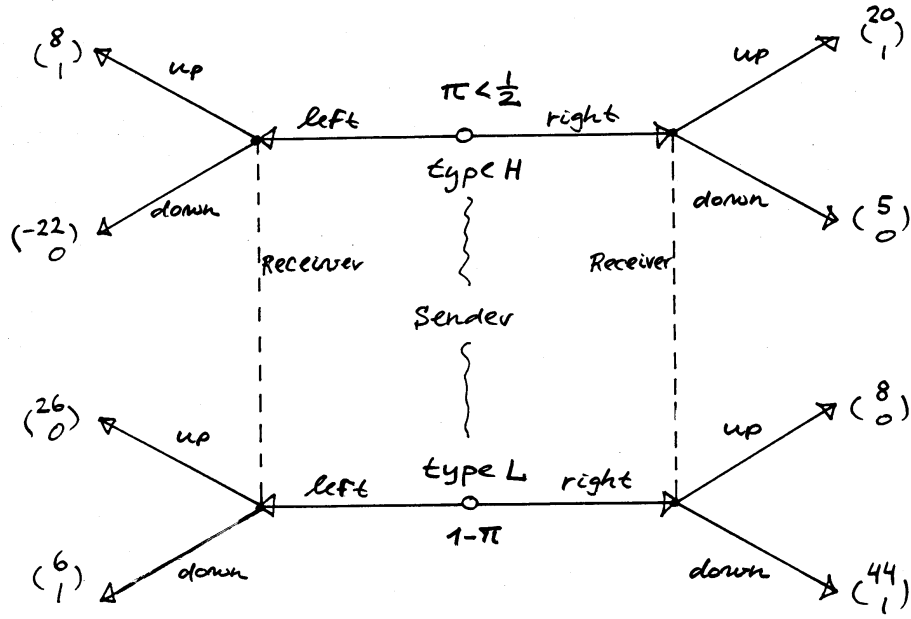 (8
1)
up
π < 1/2
up
(20
1)
left
right
type H
(-22
0)
down
down
(5
0)
Receiver
Receiver
Sender
(26
0)
up
up
(8
0)
type L
left
right
1-π
(6
1)
down
down
(44
1)